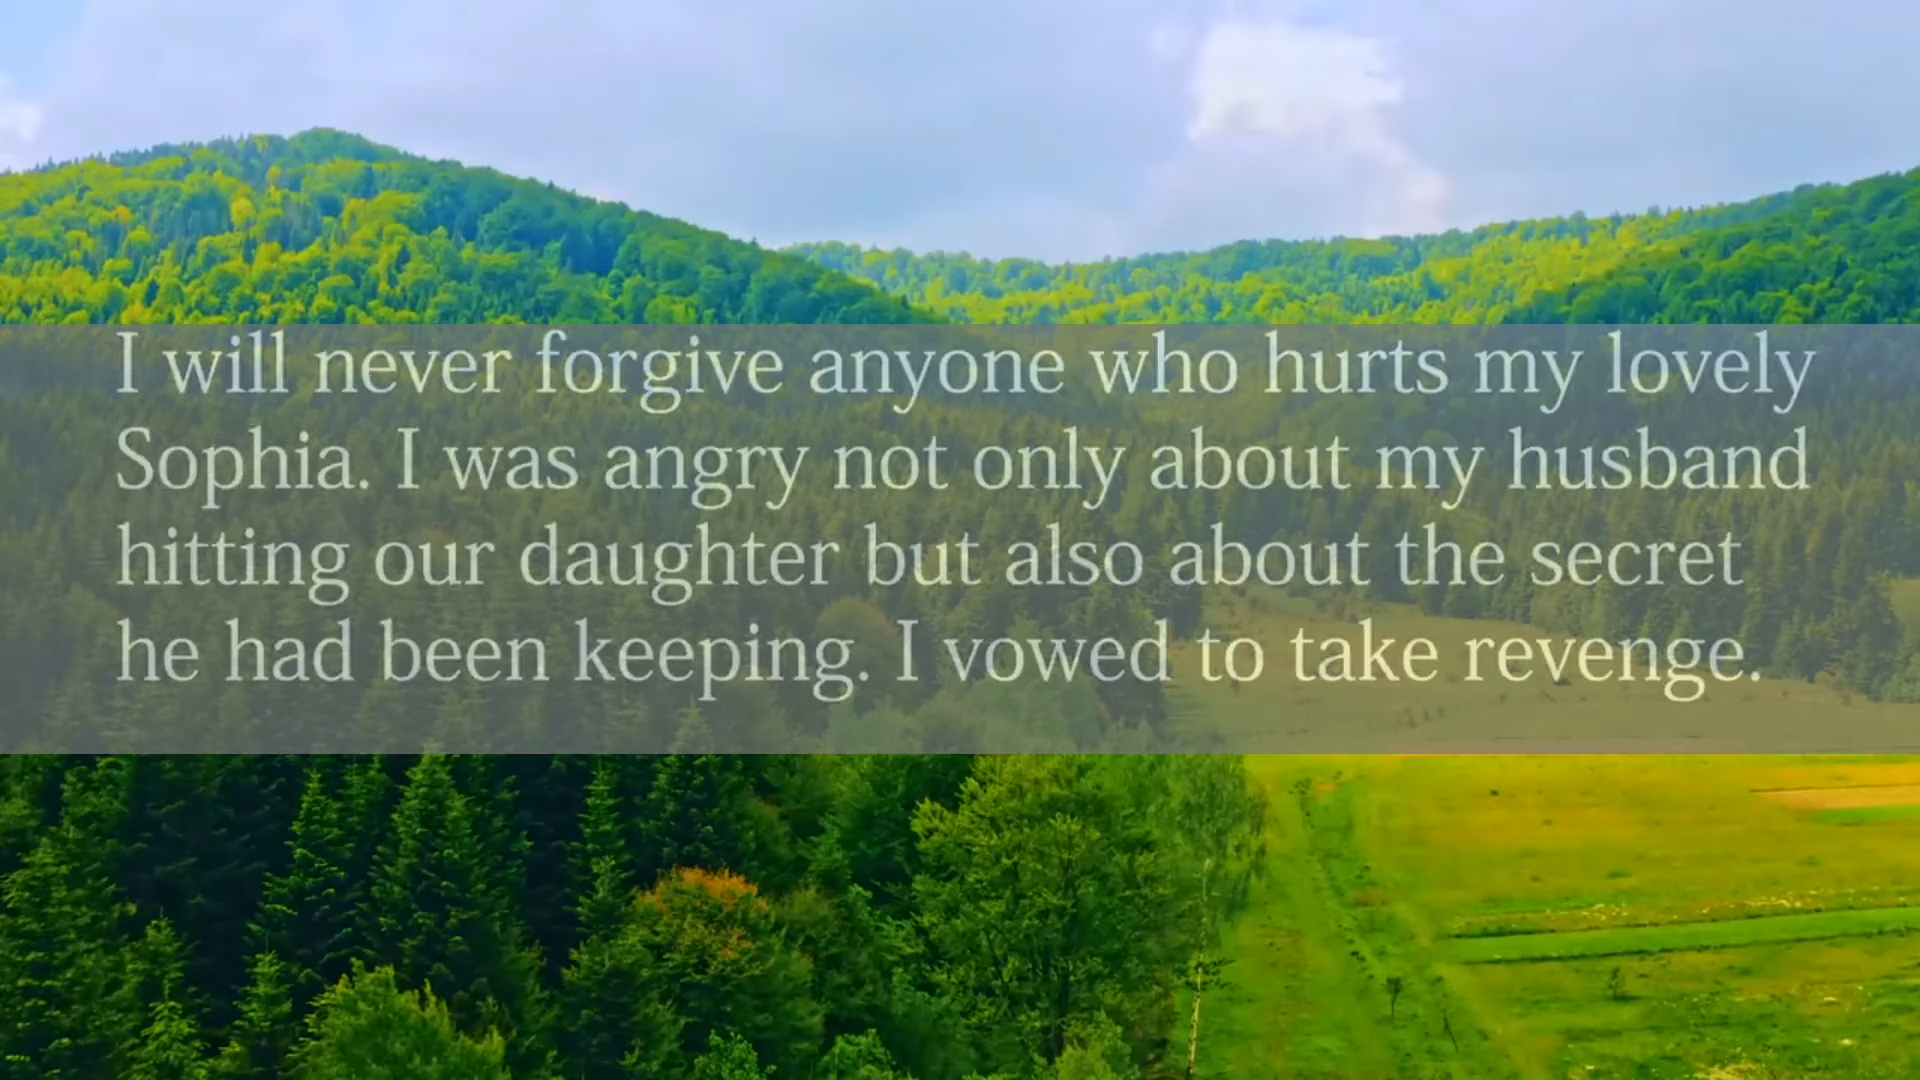 I will never forgive anyone who hurts my lovely
Sophia. I was angry not only about my husband
hitting our daughter but also about the secret
he had been keeping. I vowed to take revenge.